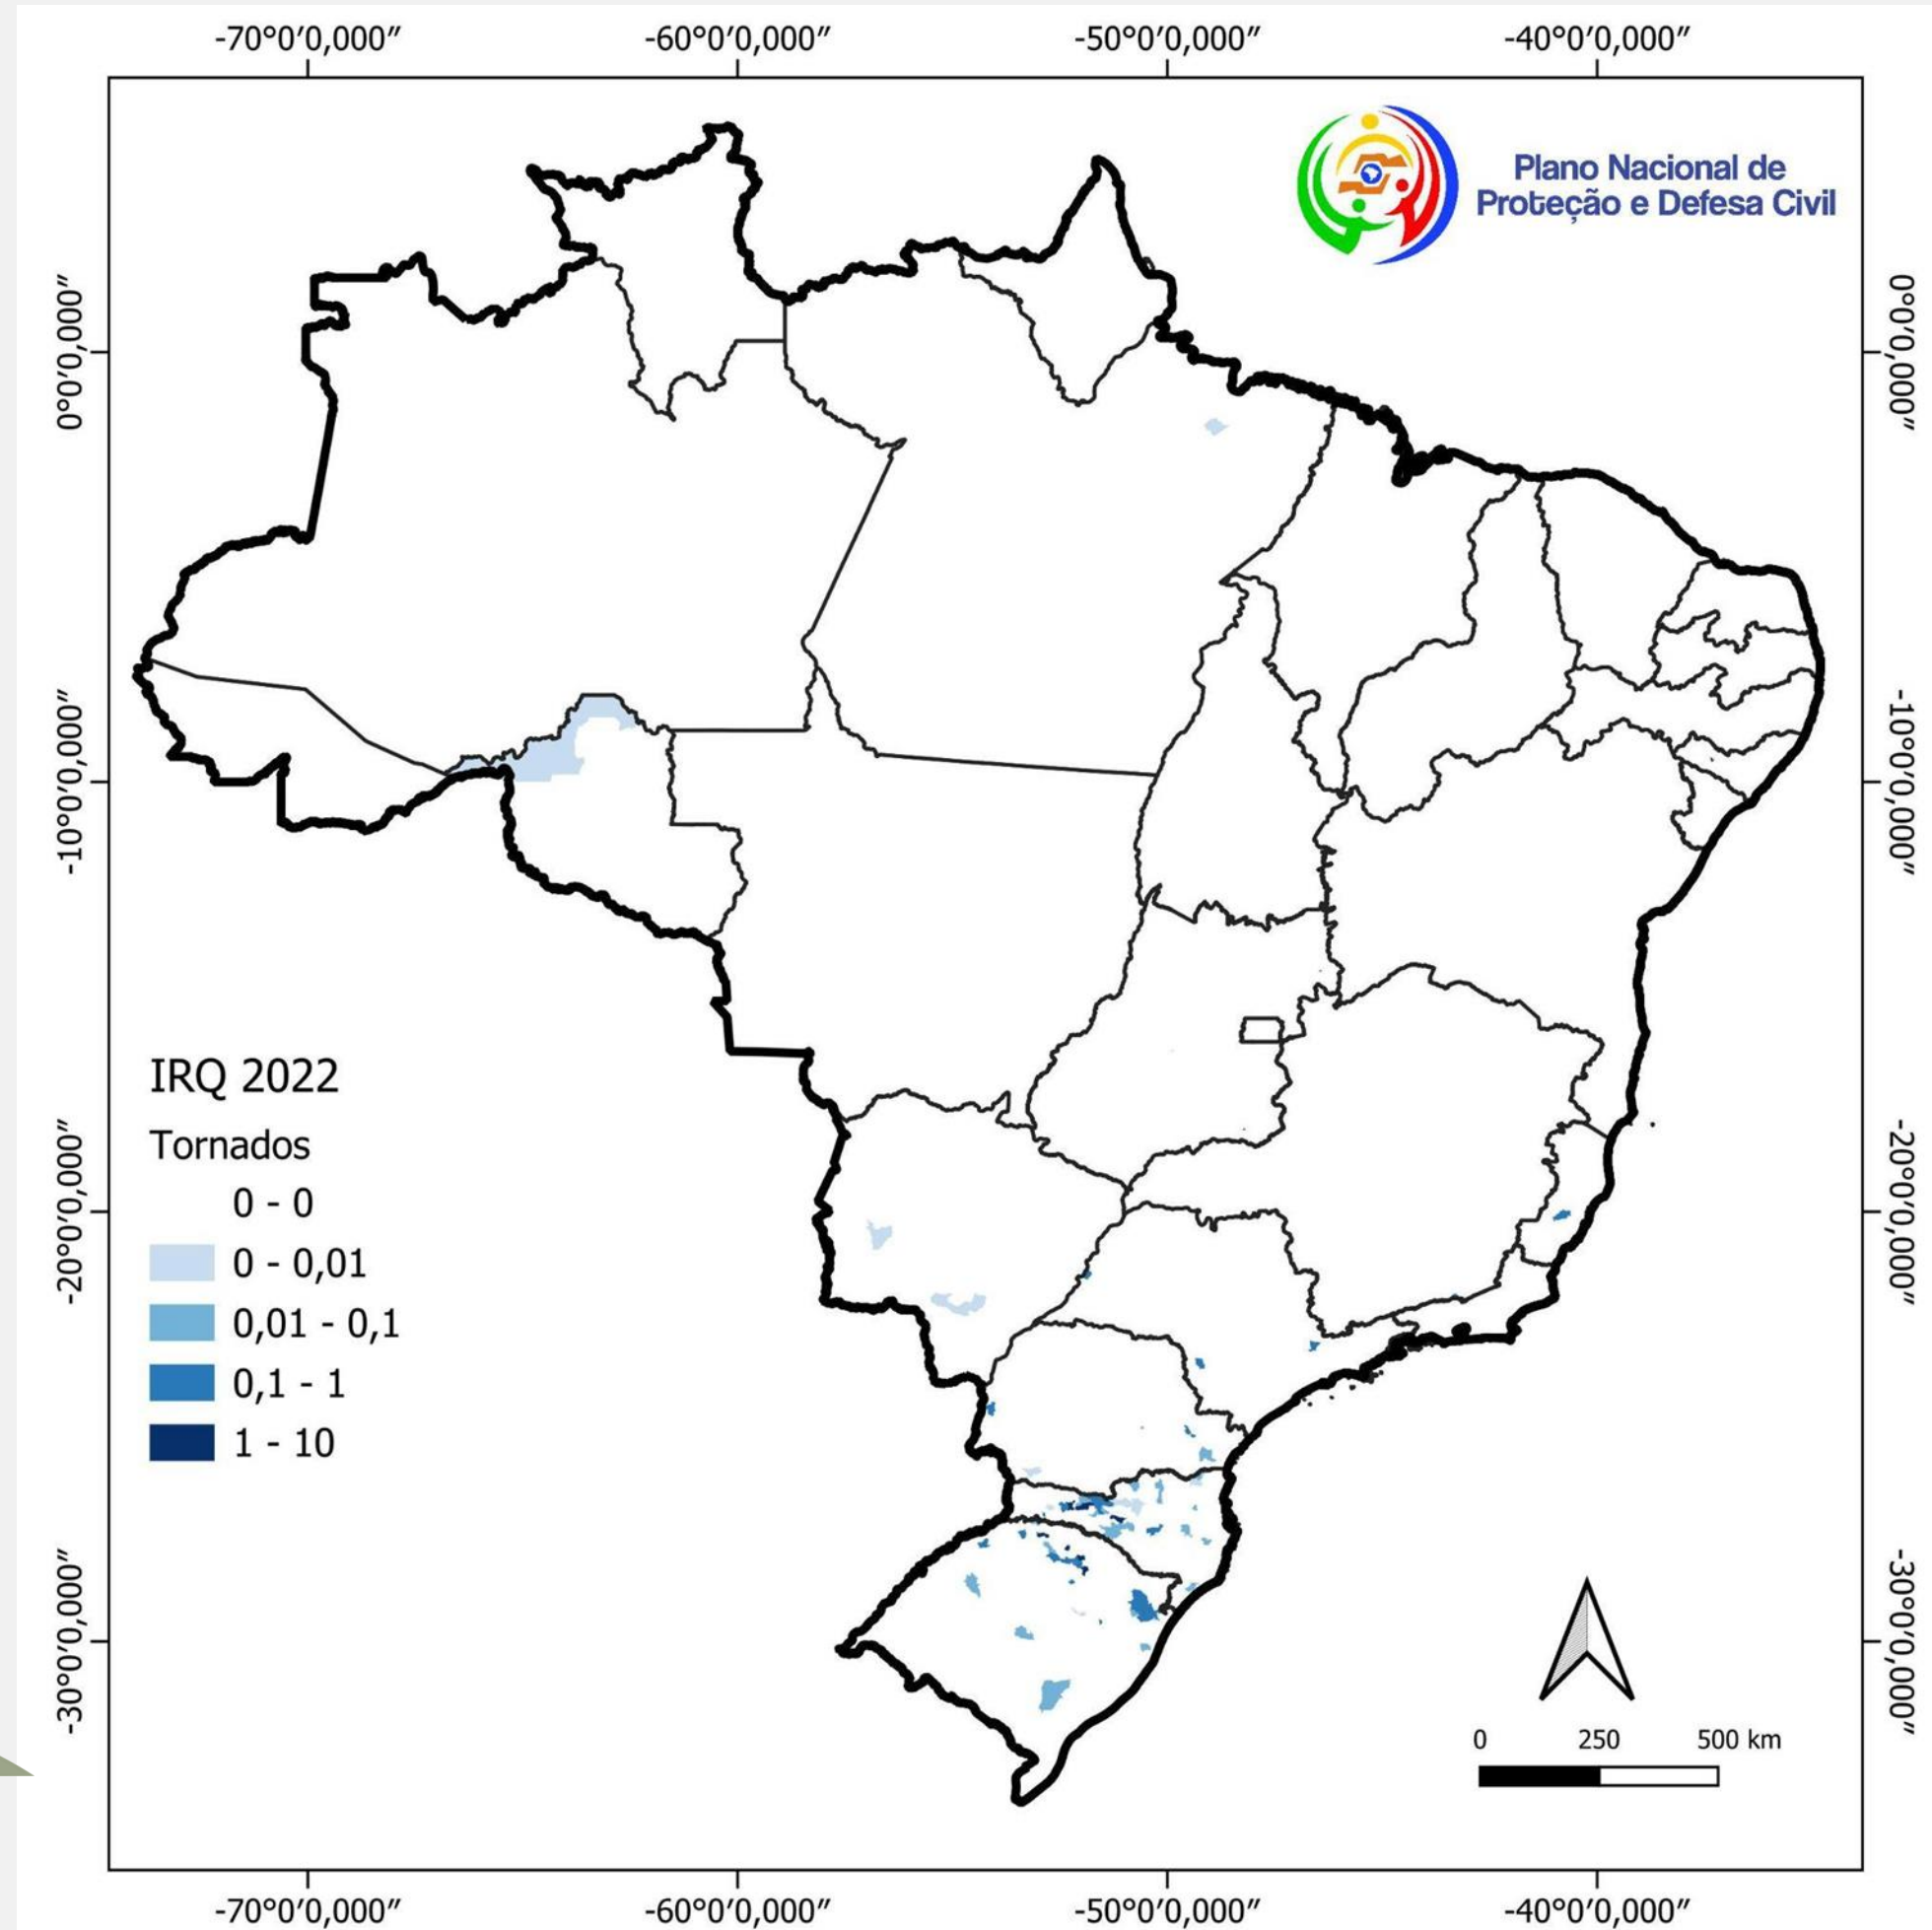 -70°0′0,000″ -60°0′0,000″ -50°0′0,000″ -40°0′0,000″
Plano Nacional de
Proteção e Defesa Civil
0°0′0,000″
0°0′0,000″
-10°0′0,000″
-10°0′0,000″
-20°0′0,000″
-20°0′0,000″
-30°0′0,000″
-30°0′0,000″
IRQ 2022
Tornados
0 - 0
0 - 0,01
0,01 - 0,1
0,1 - 1
1 - 10
0 250 500 km
-70°0′0,000″ -60°0′0,000″ -50°0′0,000″ -40°0′0,000″